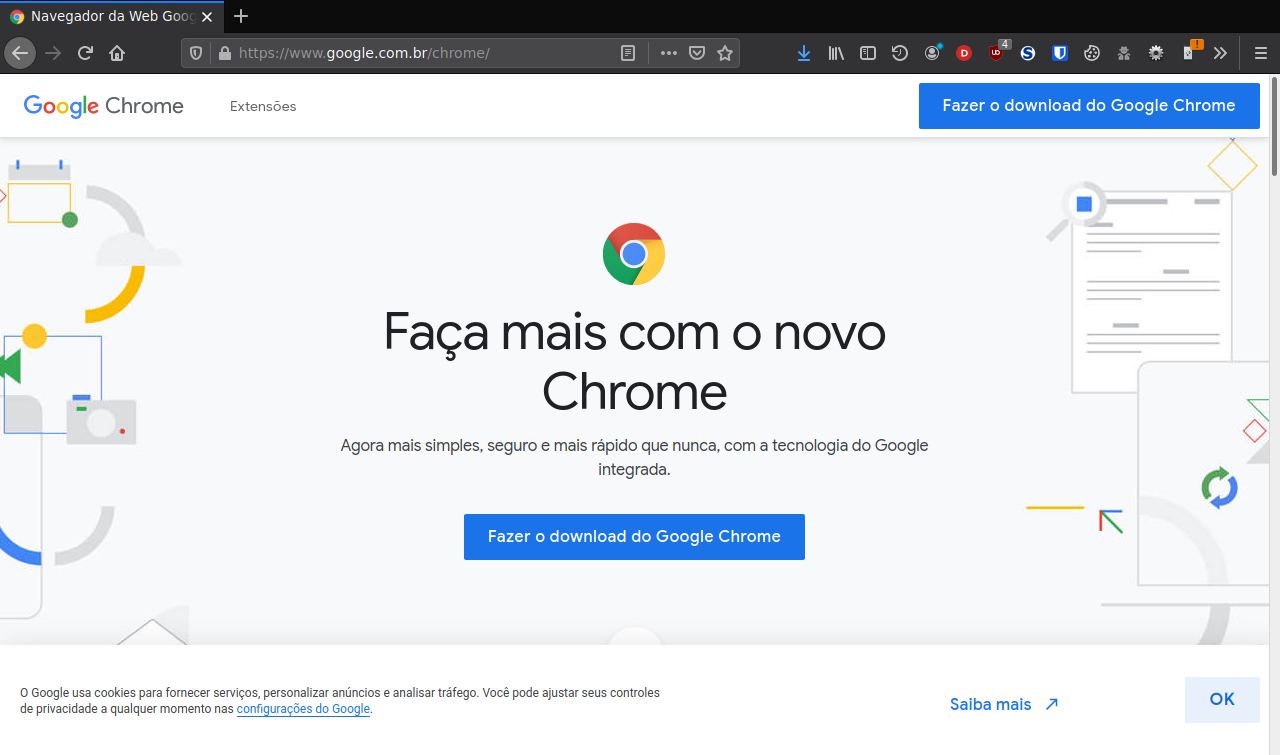 Navegador da Web Goog
https://www.google.com.br/chrome/
4
Google Chrome
Extensões
Fazer o download do Google Chrome
Faça mais com o novo
Chrome
Agora mais simples, seguro e mais rápido que nunca, com a tecnologia do Google
integrada.
Fazer o download do Google Chrome
O Google usa cookies para fornecer serviços, personalizar anúncios e analisar tráfego. Você pode ajustar seus controles
de privacidade a qualquer momento nas configurações do Google.
Saiba mais
OK